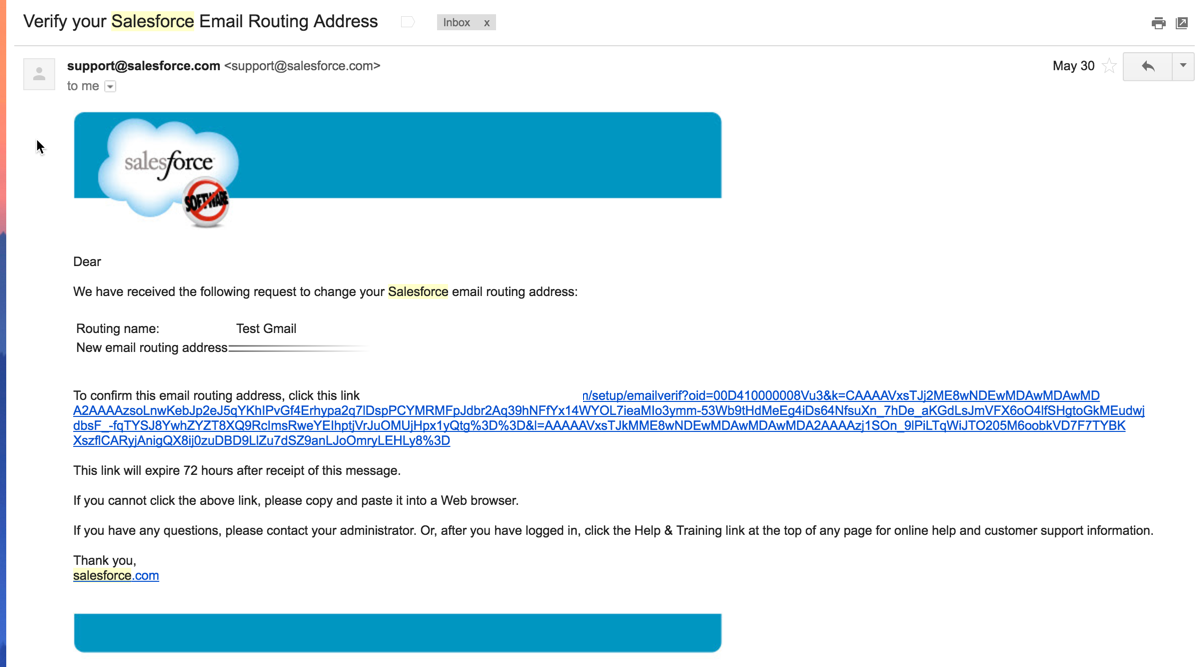 Verify your Salesforce Email Routing Address
Inbox x
support@salesforce.com <support@salesforce.com>
May 30
to me
salesforce
SOFTWARE
Dear
We have received the following request to change your Salesforce email routing address:
Routing name: Test Gmail
New email routing address:
To confirm this email routing address, click this link n/setup/emailverif?oid=00D410000008Vu3&k=CAAAAVxsTJj2ME8wNDEwMDAwMDAwMD
A2AAAAzsoLnwKebJp2eJ5qYKhIPvGf4Erhypa2q7lDspPCYMRMFpJdbr2Aq39hNFfYx14WYOL7ieaMIo3ymm-53Wb9tHdMeEg4iDs64NfsuXn_7hDe_aKGdLsJmVFX6oO4lfSHgtoGkMEudwj
dbsF_-fqTYSJ8YwhZYZT8XQ9RcImsRweYEIhptjVrJuOMUjHpx1yQtg%3D%3D&l=AAAAAVxsTJkMME8wNDEwMDAwMDAwMDA2AAAAzj1SOn_9lPiLTqWiJTO205M6oobkVD7F7TYBK
XszflCARyjAnigQX8ij0zuDBD9LlZu7dSZ9anLJoOmryLEHLy8%3D
This link will expire 72 hours after receipt of this message.
If you cannot click the above link, please copy and paste it into a Web browser.
If you have any questions, please contact your administrator. Or, after you have logged in, click the Help & Training link at the top of any page for online help and customer support information.
Thank you,
salesforce.com